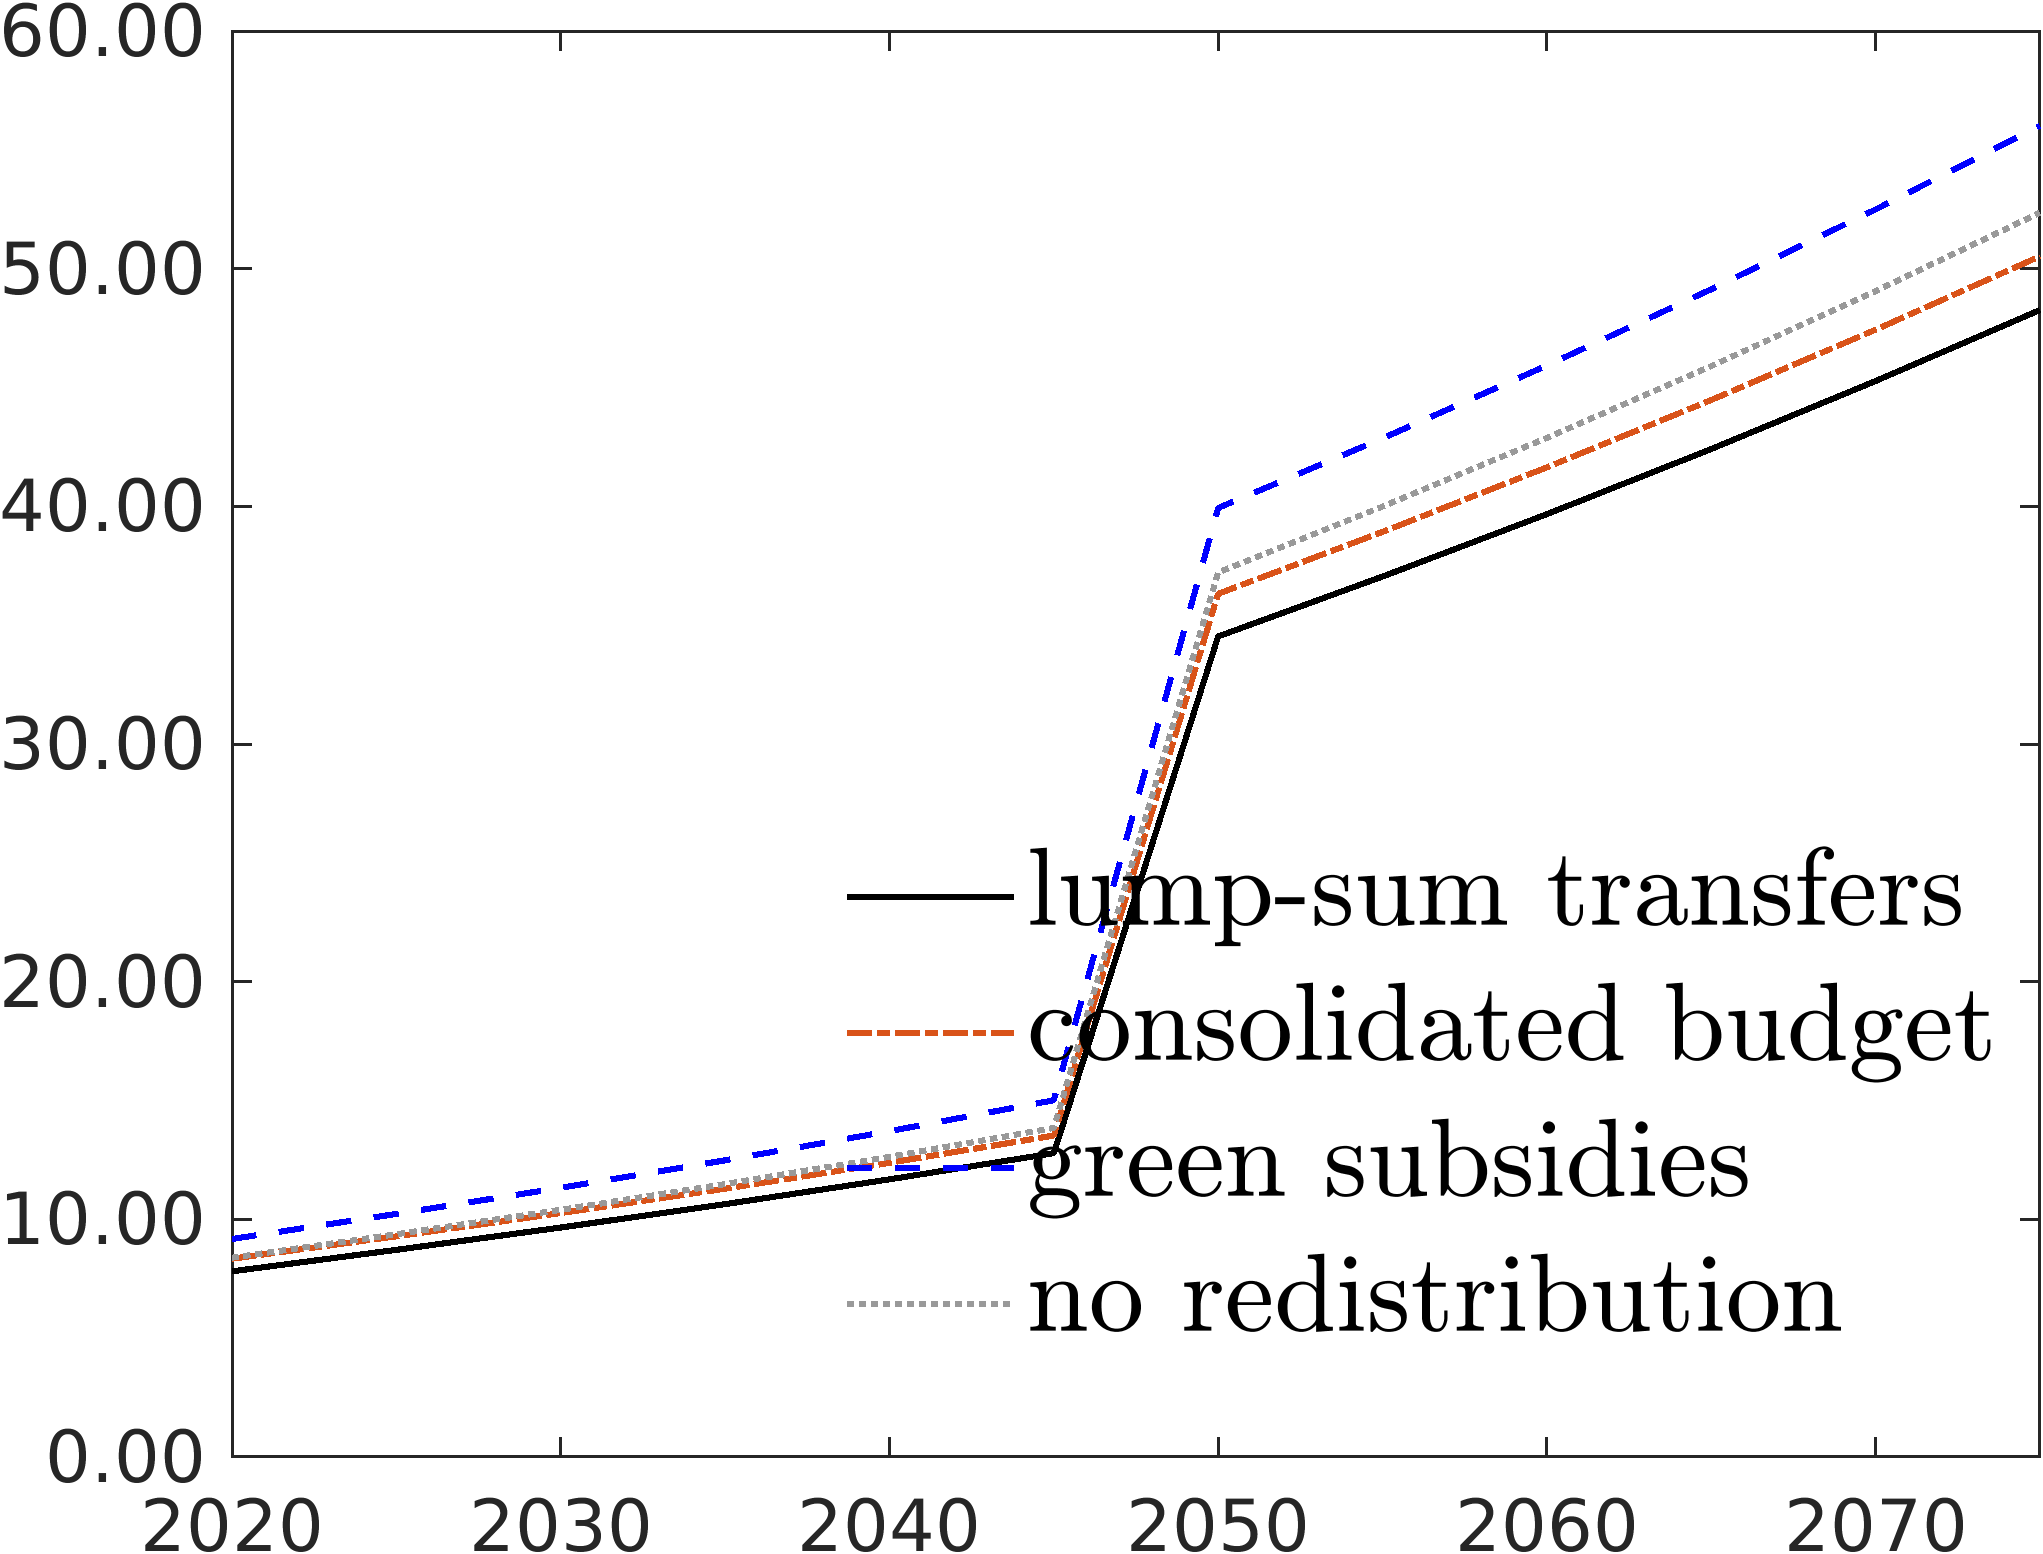 60.00
50.00
40.00
30.00
20.00
10.00
0.00
lump-sum transfers
consolidated budget
green subsidies
no redistribution
2020 2030 2040 2050 2060 2070